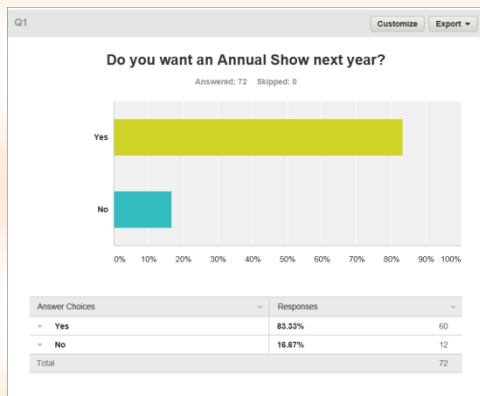 Q1 Customize Export
Do you want an Annual Show next year?
Answered: 72 Skipped: 0
Yes
No
0% 10% 20% 30% 40% 50% 60% 70% 80% 90% 100%
Answer Choices Responses
Yes 83.33% 60
No 16.67% 12
Total 72